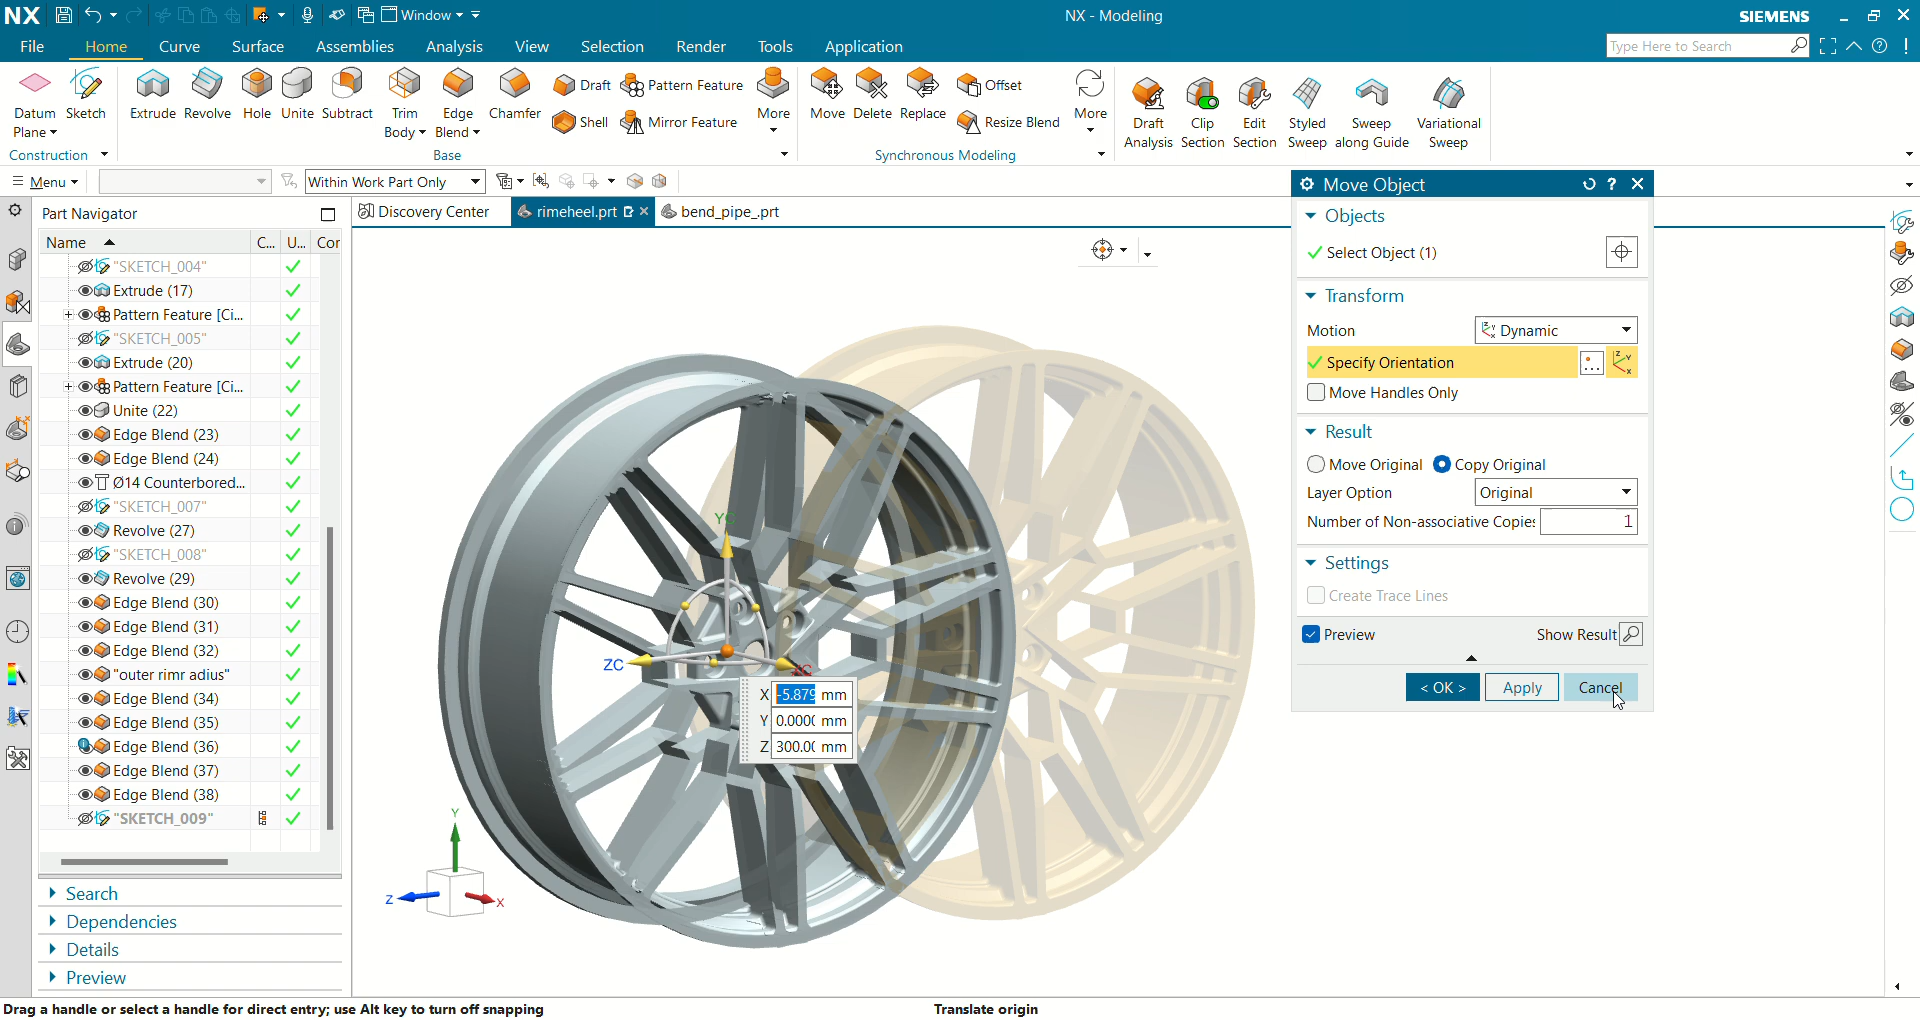 NX Window NX - Modeling SIEMENS
File Home Curve Surface Assemblies Analysis View Selection Render Tools Application Type Here to Search
Datum Plane Sketch Extrude Revolve Hole Unite Subtract Trim Body Edge Blend Chamfer Draft Shell Pattern Feature Mirror Feature More Move Delete Replace Offset Resize Blend More Draft Analysis Clip Section Edit Section Styled Sweep Sweep along Guide Variational Sweep
Construction Base Synchronous Modeling
Menu Within Work Part Only
Part Navigator
Discovery Center rimeheel.prt bend_pipe_.prt
Name C... U... Cor
"SKETCH_004"
Extrude (17)
Pattern Feature [Ci...
"SKETCH_005"
Extrude (20)
Pattern Feature [Ci...
Unite (22)
Edge Blend (23)
Edge Blend (24)
Ø14 Counterbored...
"SKETCH_007"
Revolve (27)
"SKETCH_008"
Revolve (29)
Edge Blend (30)
Edge Blend (31)
Edge Blend (32)
"outer rimr adius"
Edge Blend (34)
Edge Blend (35)
Edge Blend (36)
Edge Blend (37)
Edge Blend (38)
"SKETCH_009"
Search
Dependencies
Details
Preview
YC
ZC
X -5.879 mm
Y 0.000 mm
Z 300.0 mm
Y
Z
X
Move Object
Objects
Select Object (1)
Transform
Motion Dynamic
Specify Orientation
Move Handles Only
Result
Move Original Copy Original
Layer Option Original
Number of Non-associative Copies 1
Settings
Create Trace Lines
Preview Show Result
< OK > Apply Cancel
Drag a handle or select a handle for direct entry; use Alt key to turn off snapping Translate origin